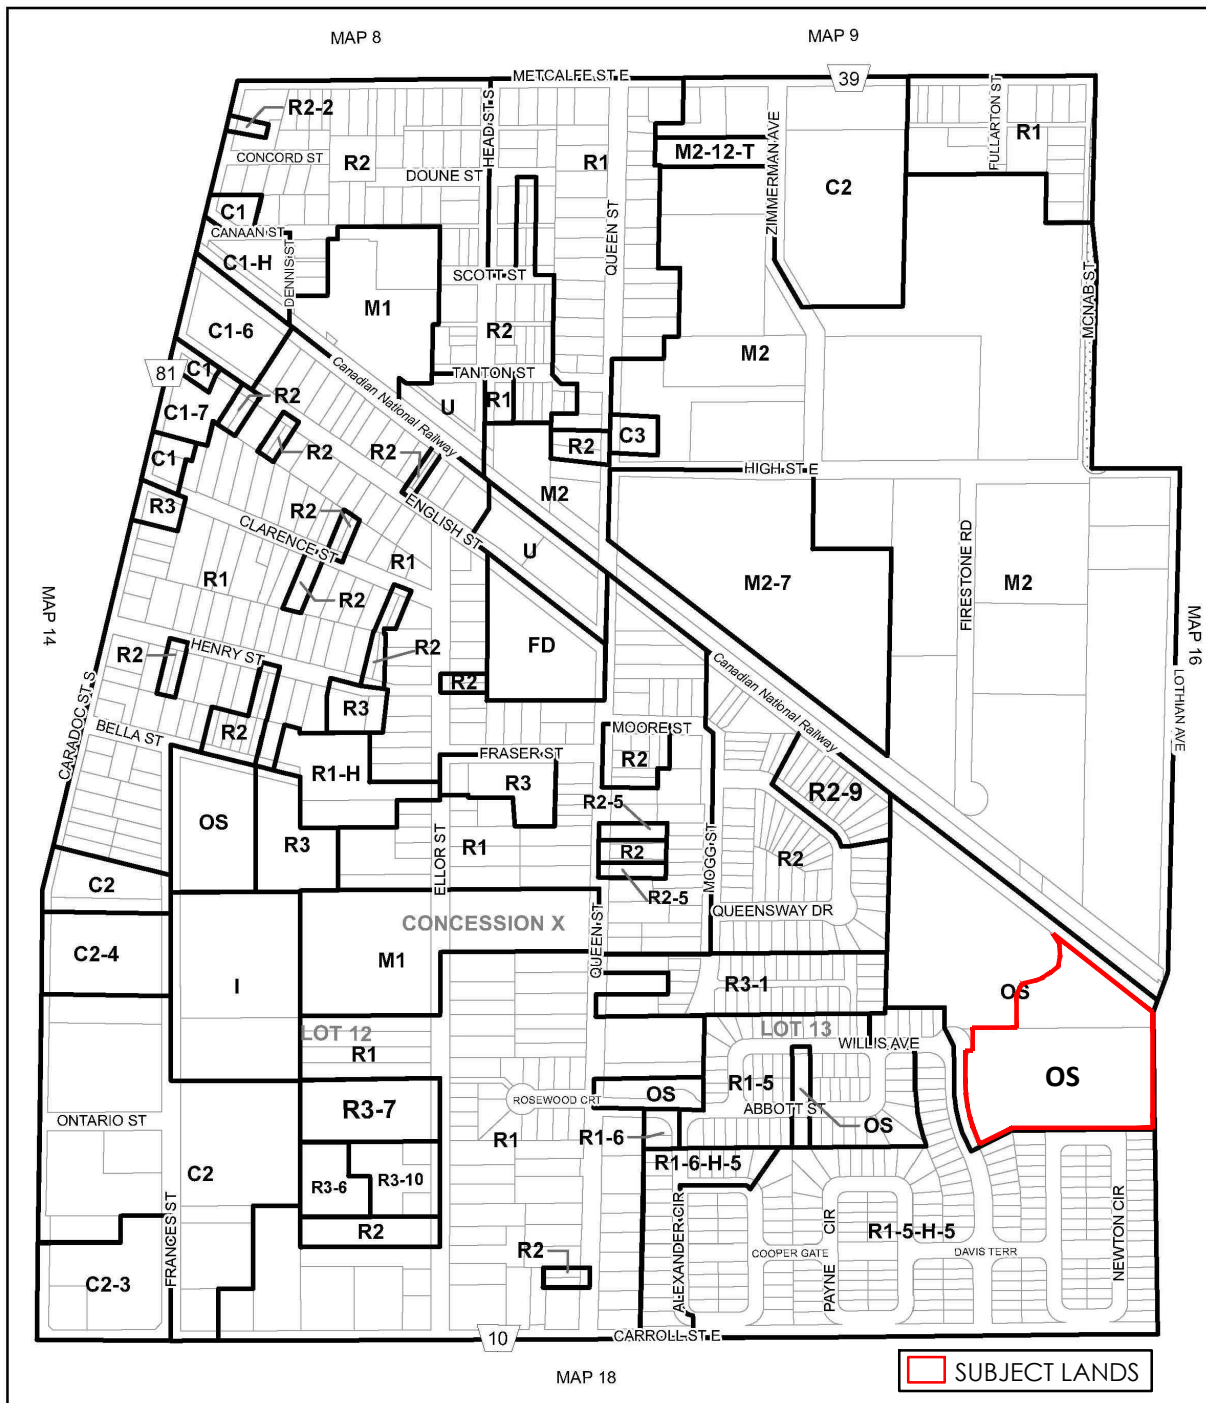 MAP 8
MAP 9
METCALFE ST E
39
R2-2
CONCORD ST
R2
DOUNE ST
HEAD ST S
R1
M2-12-T
ZIMMERMAN AVE
C2
FULLARTON ST
R1
C1
CANAAN ST
C1-H
DENNIS ST
SCOTT ST
QUEEN ST
MCNAB ST
M1
C1-6
R2
M2
Canadian National Railway
81
C1
R2
TANTON ST
U
R1
C1-7
R2
R2
R2
C3
C1
HIGH ST E
M2
R3
R2
ENGLISH ST
CLARENCE ST
U
R1
R1
R2
M2-7
FIRESTONE RD
M2
MAP 14
MAP 16
HENRY ST
R2
R2
FD
R2
R3
Canadian National Railway
LOTHIAN AVE
CARADOC ST S
BELLA ST
R2
MOORE ST
R1-H
FRASER ST
R2
R3
R2-9
R2-5
OS
R3
ELLOR ST
R1
R2
MOGG ST
R2
C2
R2-5
QUEENSWAY DR
CONCESSION X
QUEEN ST
C2-4
M1
I
R3-1
OS
LOT 12
LOT 13
WILLIS AVE
R1
R1-5
OS
R3-7
ROSEWOOD CRT
OS
ABBOTT ST
ONTARIO ST
R1
R1-6
OS
R1-6-H-5
C2
R3-6
R3-10
R2
FRANCES ST
R2
ALEXANDER CIR
COOPER GATE
PAYNE CIR
R1-5-H-5
DAVIS TERR
NEWTON CIR
C2-3
10
CARROLL ST E
MAP 18
SUBJECT LANDS